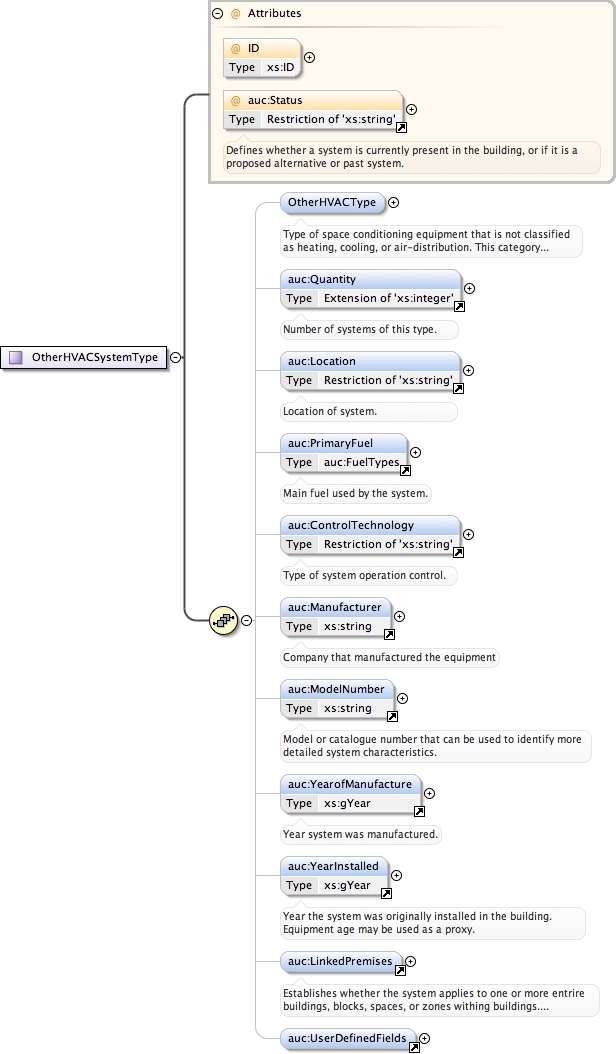 Attributes
@ ID
Type xs:ID
@ auc:Status
Type Restriction of 'xs:string'
Defines whether a system is currently present in the building, or if it is a
proposed alternative or past system.
OtherHVACType
Type of space conditioning equipment that is not classified
as heating, cooling, or air-distribution. This category...
auc:Quantity
Type Extension of 'xs:integer'
Number of systems of this type.
OtherHVACSystemType
auc:Location
Type Restriction of 'xs:string'
Location of system.
auc:PrimaryFuel
Type auc:FuelTypes
Main fuel used by the system.
auc:ControlTechnology
Type Restriction of 'xs:string'
Type of system operation control.
auc:Manufacturer
Type xs:string
Company that manufactured the equipment
auc:ModelNumber
Type xs:string
Model or catalogue number that can be used to identify more
detailed system characteristics.
auc:YearofManufacture
Type xs:gYear
Year system was manufactured.
auc:YearInstalled
Type xs:gYear
Year the system was originally installed in the building.
Equipment age may be used as a proxy.
auc:LinkedPremises
Establishes whether the system applies to one or more entrire
buildings, blocks, spaces, or zones withing buildings....
auc:UserDefinedFields